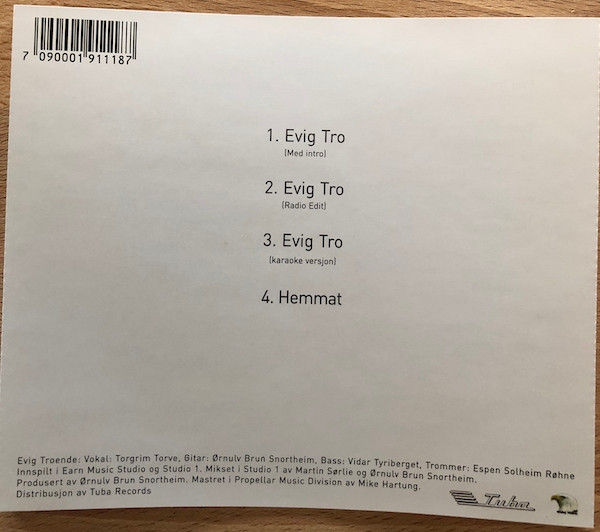 7 090001 911187
1. Evig Tro
(Med intro)
2. Evig Tro
(Radio Edit)
3. Evig Tro
(karaoke versjon)
4. Hemmat
Evig Troende: Vokal: Torgrim Torve, Gitar: Ørnulv Brun Snortheim, Bass: Vidar Tyriberget, Trommer: Espen Solheim Røhne
Innspilt i Earn Music Studio og Studio 1. Mikset i Studio 1 av Martin Sørlie og Ørnulv Brun Snortheim.
Produsert av Ørnulv Brun Snortheim. Mastret i Propellar Music Division av Mike Hartung.
Distribusjon av Tuba Records
Tuba